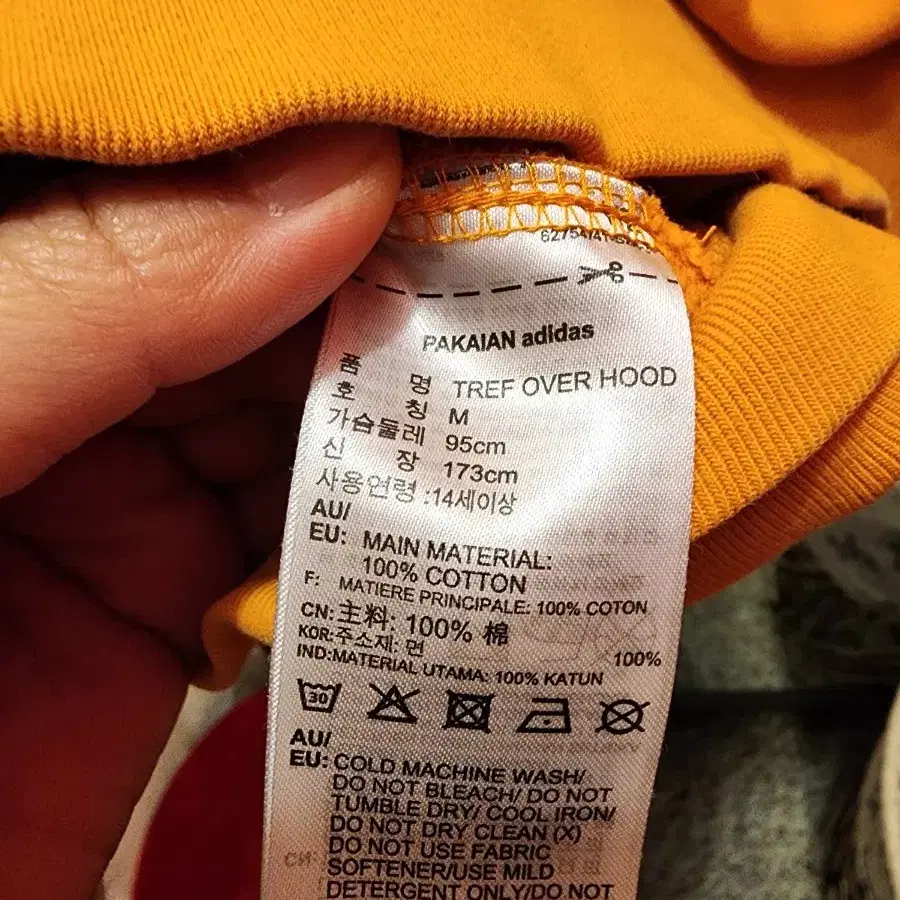 PAKAIAN adidas
품 명 TREF OVER HOOD
호 칭 M
가슴둘레 95cm
신 장 173cm
사용연령 :14세이상
AU/
EU: MAIN MATERIAL:
100% COTTON
F: MATIERE PRINCIPALE: 100% COTON
CN:主料: 100% 棉
KOR:주소재: 면 100%
IND:MATERIAL UTAMA: 100% KATUN
30
AU/
EU: COLD MACHINE WASH/
DO NOT BLEACH/ DO NOT
TUMBLE DRY/ COOL IRON/
DO NOT DRY CLEAN (X)
DO NOT USE FABRIC
SOFTENER/USE MILD
DETERGENT ONLY/DO NOT